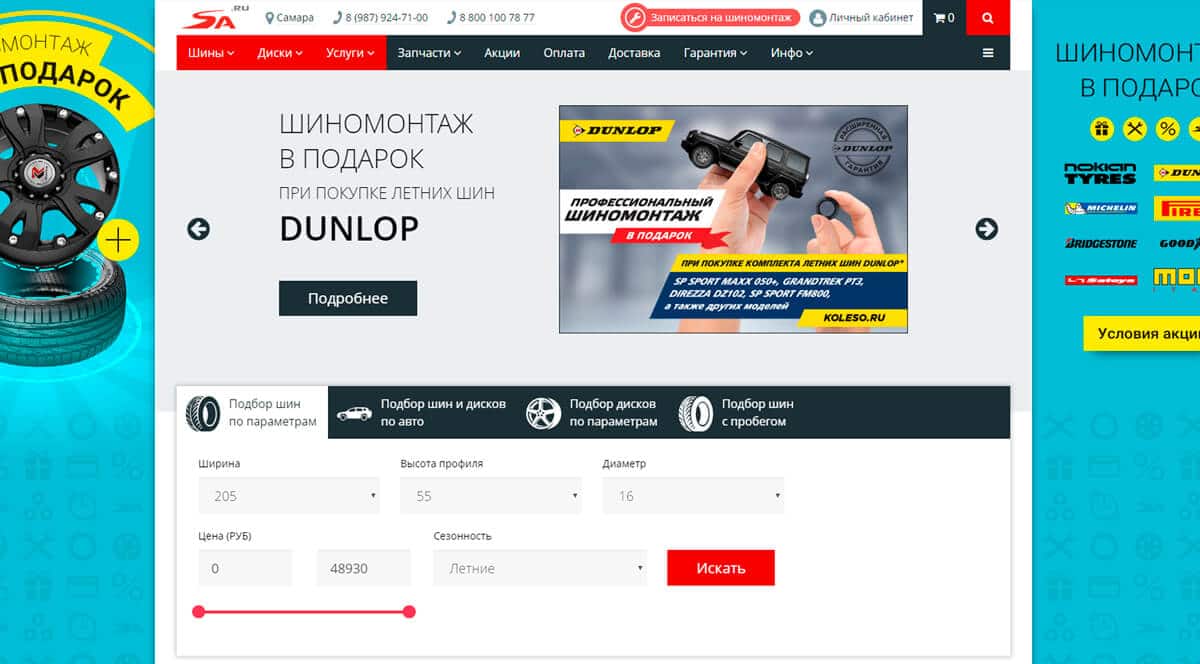 SA.RU
Самара
8 (987) 924-71-00
8 800 100 78 77
Записаться на шиномонтаж
Личный кабинет
0
Шины
Диски
Услуги
Запчасти
Акции
Оплата
Доставка
Гарантия
Инфо
МОНТАЖ
ПОДАРОК
ШИНОМОНТАЖ
В ПОДАРОК
ПРИ ПОКУПКЕ ЛЕТНИХ ШИН
DUNLOP
Подробнее
DUNLOP
РАСШИРЕННАЯ
DUNLOP
ГАРАНТИЯ
ПРОФЕССИОНАЛЬНЫЙ
ШИНОМОНТАЖ
В ПОДАРОК
ПРИ ПОКУПКЕ КОМПЛЕКТА ЛЕТНИХ ШИН DUNLOP*
SP SPORT MAXX 050+, GRANDTREK PT3,
DIREZZA DZ102, SP SPORT FM800,
а также других моделей
KOLESO.RU
ШИНОМОНТ
В ПОДАРО
NOKIAN
TYRES
DUN
MICHELIN
PIRE
BRIDGESTONE
GOOD
Sotoya
MO
Условия акци
Подбор шин
по параметрам
Подбор шин и дисков
по авто
Подбор дисков
по параметрам
Подбор шин
с пробегом
Ширина
Высота профиля
Диаметр
205
55
16
Цена (РУБ)
Сезонность
0
48930
Летние
Искать